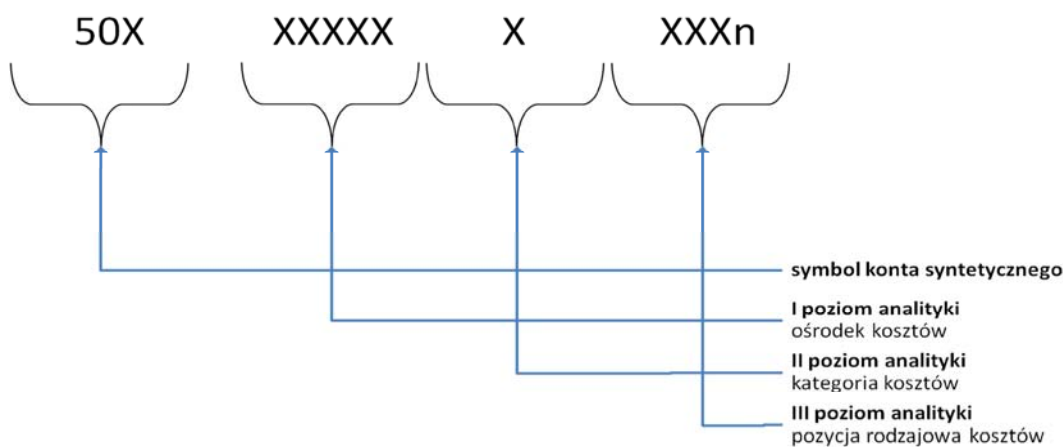 50X XXXXX X XXXn
symbol konta syntetycznego
I poziom analityki
ośrodek kosztów
II poziom analityki
kategoria kosztów
III poziom analityki
pozycja rodzajowa kosztów